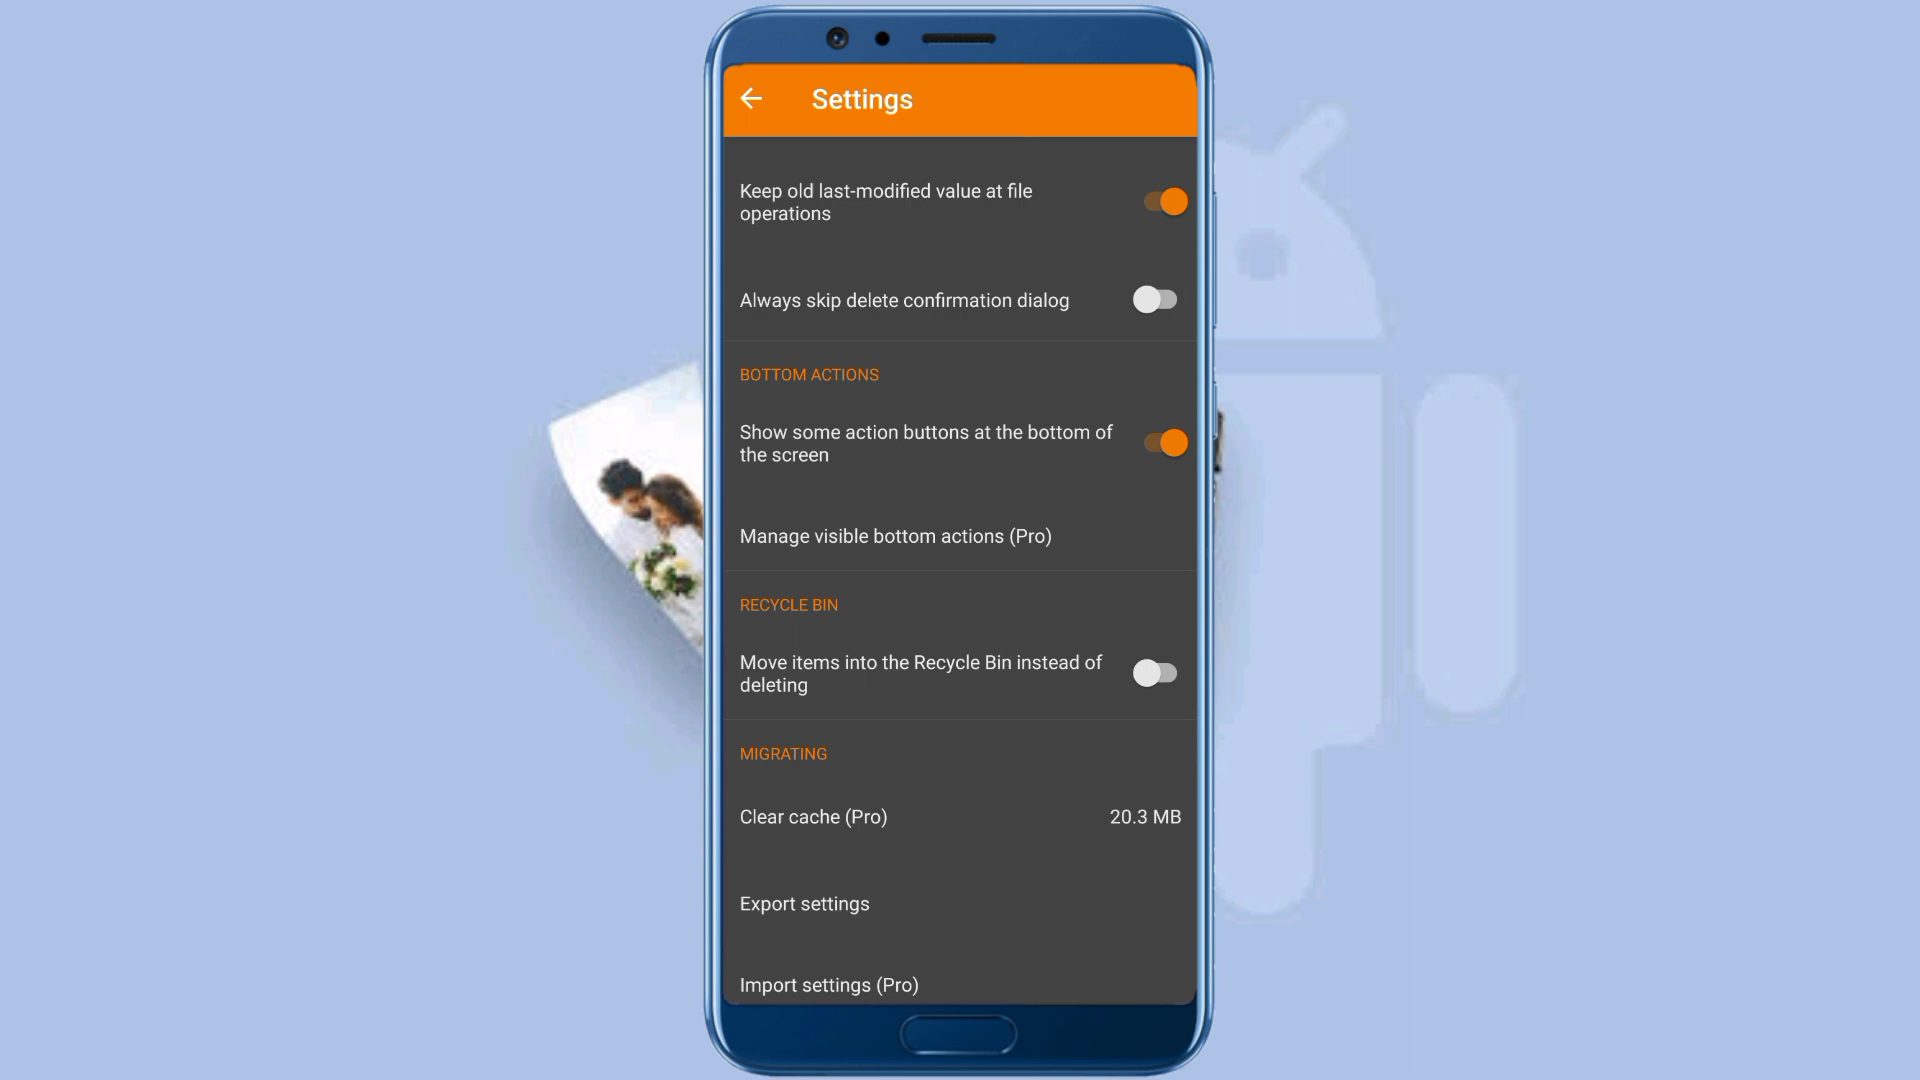 Settings
Keep old last-modified value at file
operations
Always skip delete confirmation dialog
BOTTOM ACTIONS
Show some action buttons at the bottom of
the screen
Manage visible bottom actions (Pro)
RECYCLE BIN
Move items into the Recycle Bin instead of
deleting
MIGRATING
Clear cache (Pro) 20.3 MB
Export settings
Import settings (Pro)